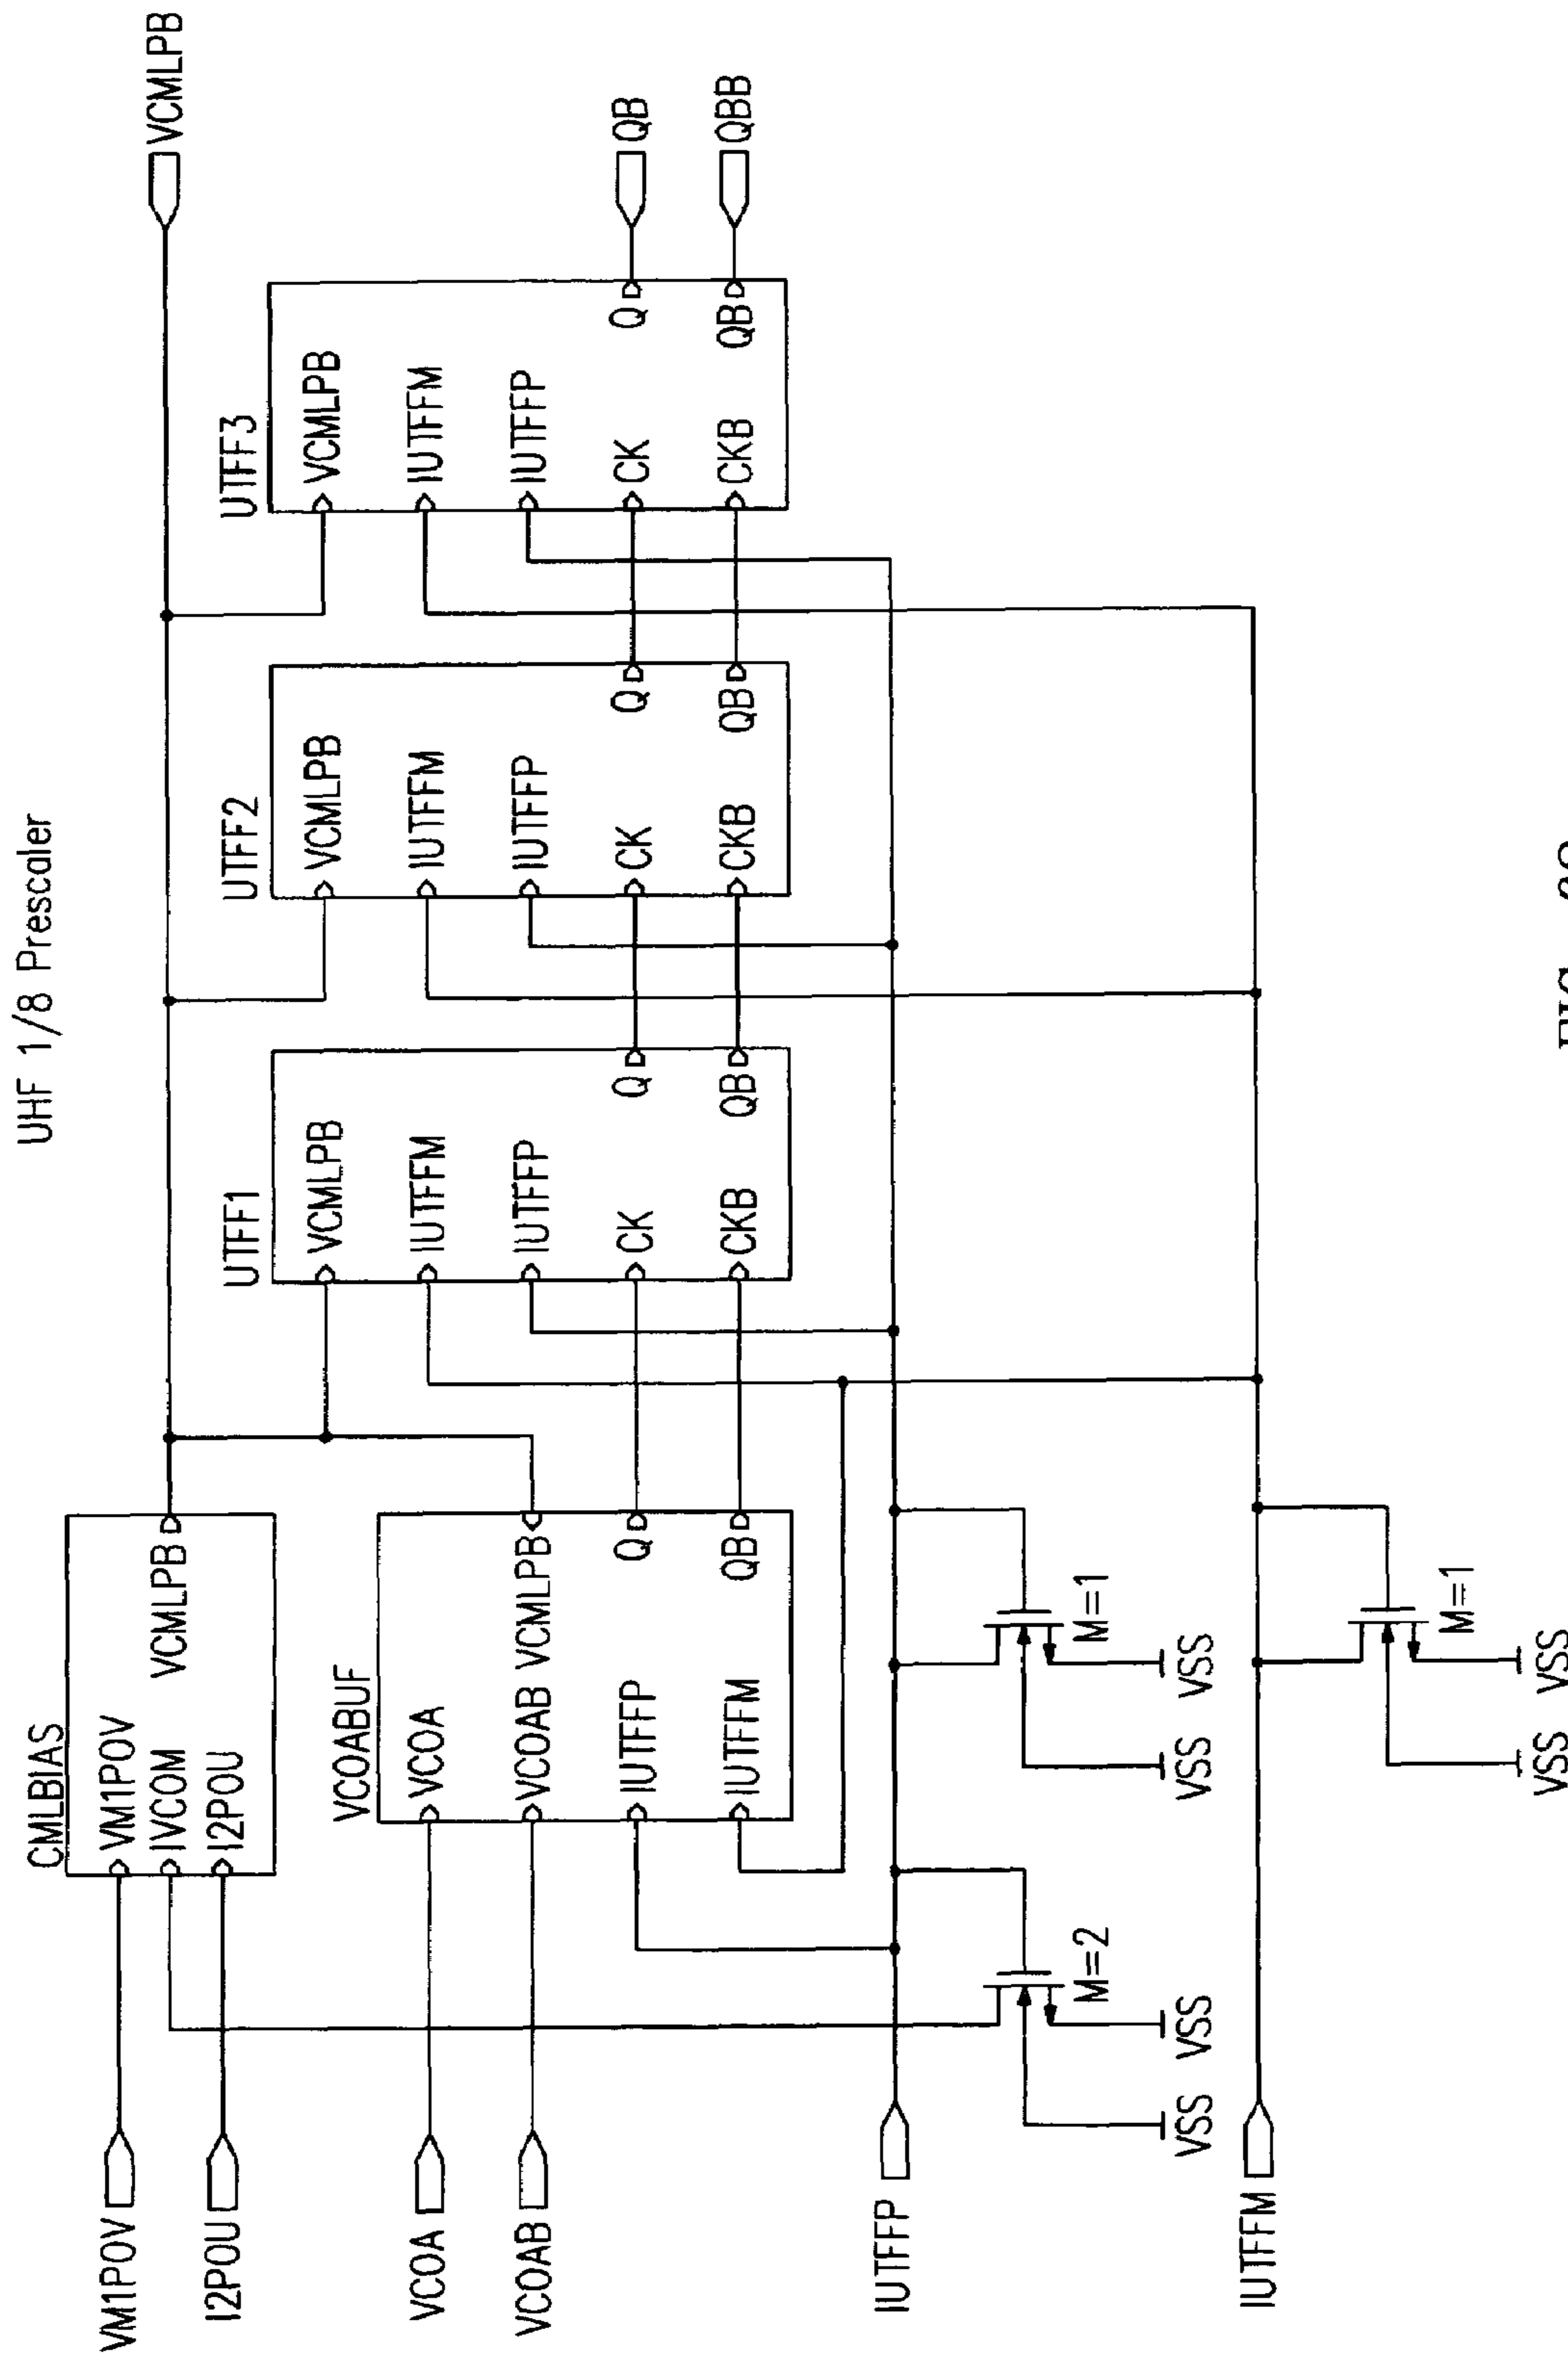 UHF 1/8 Prescaler
VCMLPB
CMLBIAS
VM1POV
VM1POV
IVCOM
VCMLPB
I2POU
I2POU
UTFF1
UTFF2
UTFF3
VCOABUF
VCMLPB
VCMLPB
VCMLPB
VCOA
VCOA
IUTFFM
IUTFFM
IUTFFM
VCOAB
VCOAB
VCMLPB
IUTFFP
IUTFFP
IUTFFP
IUTFFP
Q
CK
Q
CK
Q
CK
Q
QB
IUTFFM
QB
CKB
QB
CKB
QB
CKB
QB
QBB
IUTFFP
M=2
M=1
VSS
VSS
VSS
VSS
IUTFFM
M=1
VSS
VSS